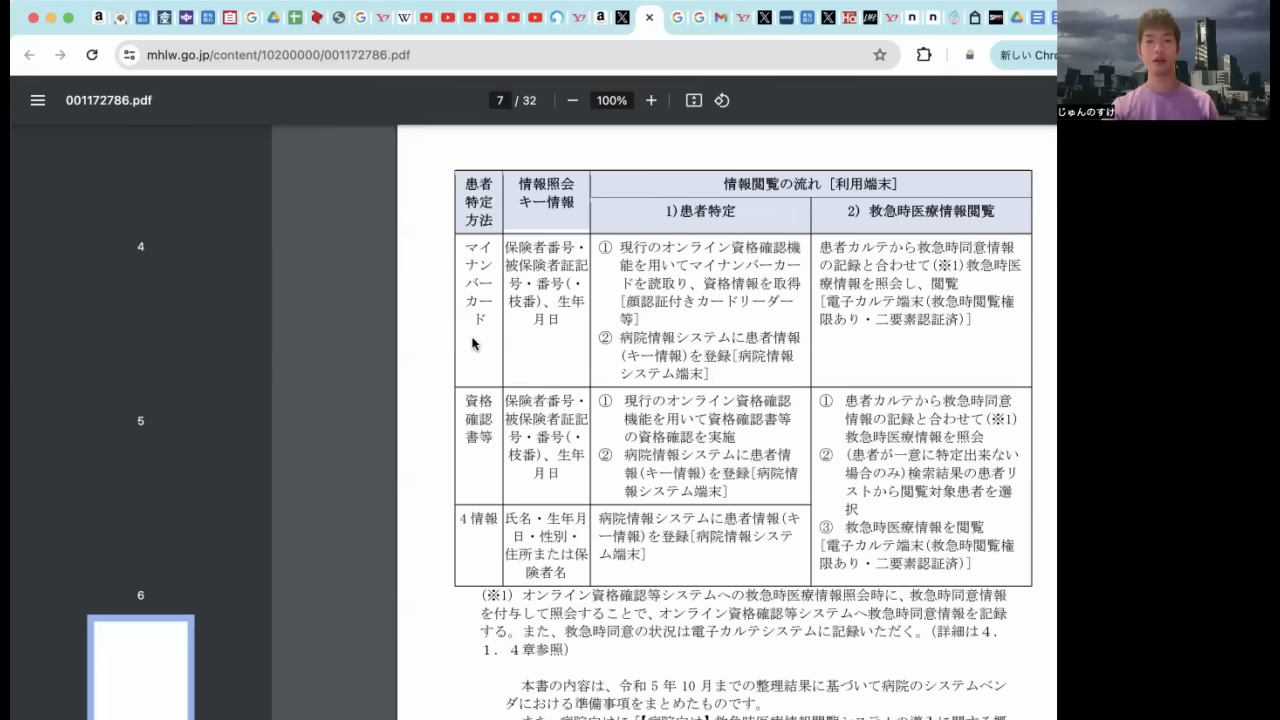 mhlw.go.jp/content/10200000/001172786.pdf
新しい Chro
じゅんのすけ
001172786.pdf
7 / 32
100%
4
5
6
患者
特定
方法
情報照会
キー情報
情報閲覧の流れ［利用端末］
1)患者特定
2) 救急時医療情報閲覧
マイ
ナン
バー
カー
ド
保険者番号・
被保険者証記
号・番号(・
枝番)、生年
月日
① 現行のオンライン資格確認機
能を用いてマイナンバーカー
ドを読取り、資格情報を取得
[顔認証付きカードリーダー
等]
② 病院情報システムに患者情報
(キー情報)を登録[病院情報
システム端末]
患者カルテから救急時同意情報
の記録と合わせて(※1)救急時医
療情報を照会し、閲覧
[電子カルテ端末(救急時閲覧権
限あり・二要素認証済)]
資格
確認
書等
保険者番号・
被保険者証記
号・番号(・
枝番)、生年
月日
① 現行のオンライン資格確認
機能を用いて資格確認書等
の資格確認を実施
② 病院情報システムに患者情
報(キー情報)を登録[病院情
報システム端末]
① 患者カルテから救急時同意
情報の記録と合わせて(※1)
救急時医療情報を照会
② (患者が一意に特定出来ない
場合のみ)検索結果の患者リ
ストから閲覧対象患者を選
択
③ 救急時医療情報を閲覧
[電子カルテ端末(救急時閲覧権
限あり・二要素認証済)]
4情報
氏名・生年月
日・性別・
住所または保
険者名
病院情報システムに患者情報(キ
ー情報)を登録[病院情報システ
ム端末]
(※1) オンライン資格確認等システムへの救急時医療情報照会時に、救急時同意情報
を付与して照会することで、オンライン資格確認等システムへ救急時同意情報を記録
する。また、救急時同意の状況は電子カルテシステムに記録いただく。（詳細は４．
１．４章参照）
本書の内容は、令和 5 年 10 月までの整理結果に基づいて病院のシステムベン
ダにおける準備事項をまとめたものです。